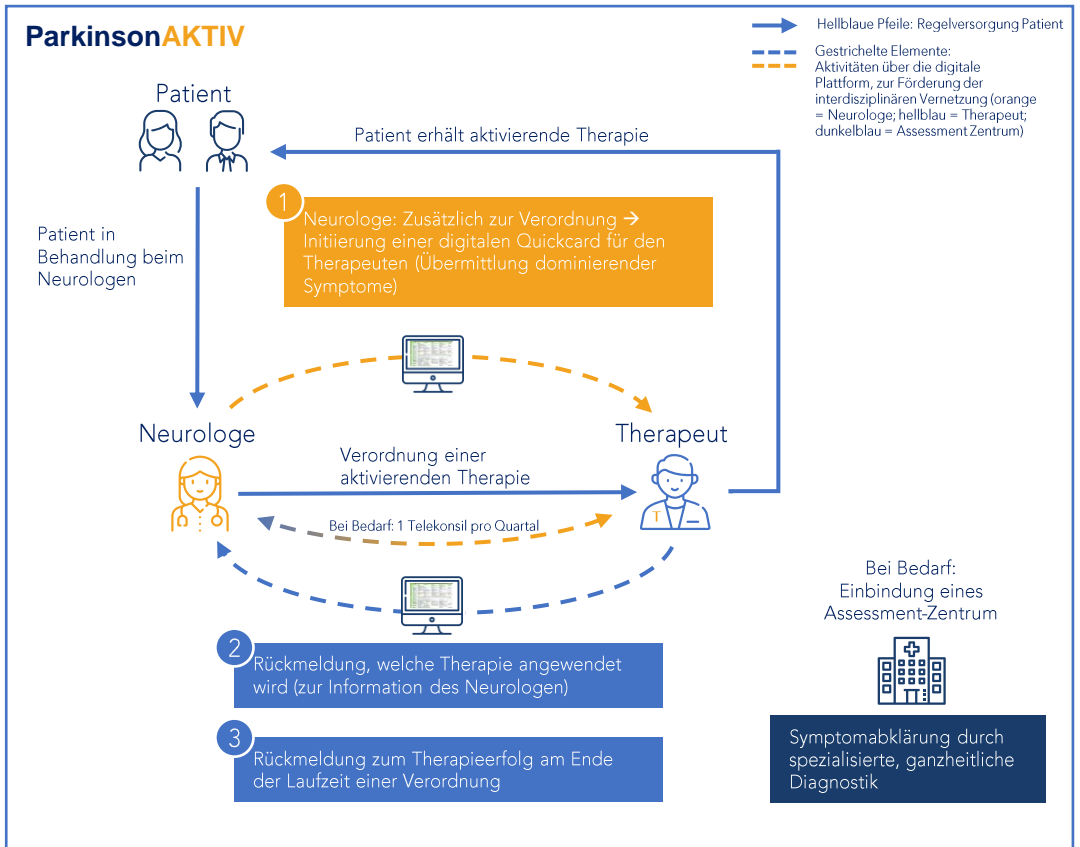 ParkinsonAKTIV
Hellblaue Pfeile: Regelversorgung Patient
Gestrichelte Elemente:
Aktivitäten über die digitale
Plattform, zur Förderung der
interdisziplinären Vernetzung (orange
= Neurologe; hellblau = Therapeut;
dunkelblau = Assessment Zentrum)
Patient
Patient erhält aktivierende Therapie
1
Neurologe: Zusätzlich zur Verordnung →
Initiierung einer digitalen Quickcard für den
Therapeuten (Übermittlung dominierender
Symptome)
Patient in
Behandlung beim
Neurologen
Neurologe
Therapeut
Verordnung einer
aktivierenden Therapie
T
Bei Bedarf: 1 Telekonsil pro Quartal
Bei Bedarf:
Einbindung eines
Assessment-Zentrum
2
Rückmeldung, welche Therapie angewendet
wird (zur Information des Neurologen)
3
Rückmeldung zum Therapieerfolg am Ende
der Laufzeit einer Verordnung
Symptomabklärung durch
spezialisierte, ganzheitliche
Diagnostik